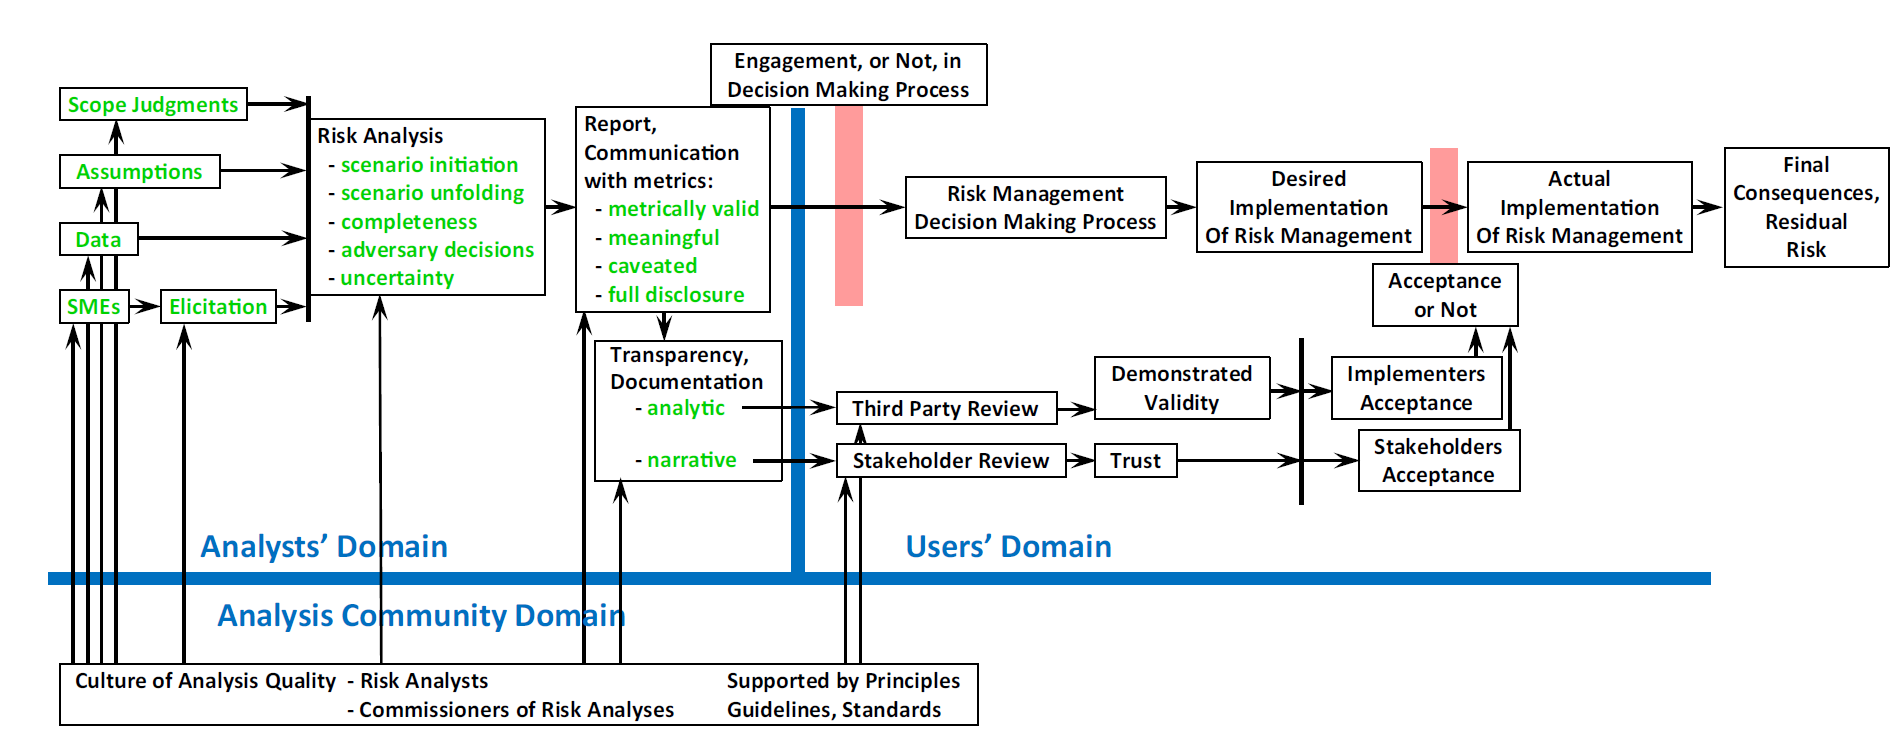 Engagement, or Not, in
Decision Making Process
Scope Judgments
Assumptions
Data
SMEs
Elicitation
Risk Analysis
- scenario initiation
- scenario unfolding
- completeness
- adversary decisions
- uncertainty
Report,
Communication
with metrics:
- metrically valid
- meaningful
- caveated
- full disclosure
Transparency,
Documentation
- analytic
- narrative
Risk Management
Decision Making Process
Desired
Implementation
Of Risk Management
Actual
Implementation
Of Risk Management
Final
Consequences,
Residual
Risk
Acceptance
or Not
Third Party Review
Demonstrated
Validity
Implementers
Acceptance
Stakeholder Review
Trust
Stakeholders
Acceptance
Analysts’ Domain
Users’ Domain
Analysis Community Domain
Culture of Analysis Quality - Risk Analysts
- Commissioners of Risk Analyses
Supported by Principles
Guidelines, Standards